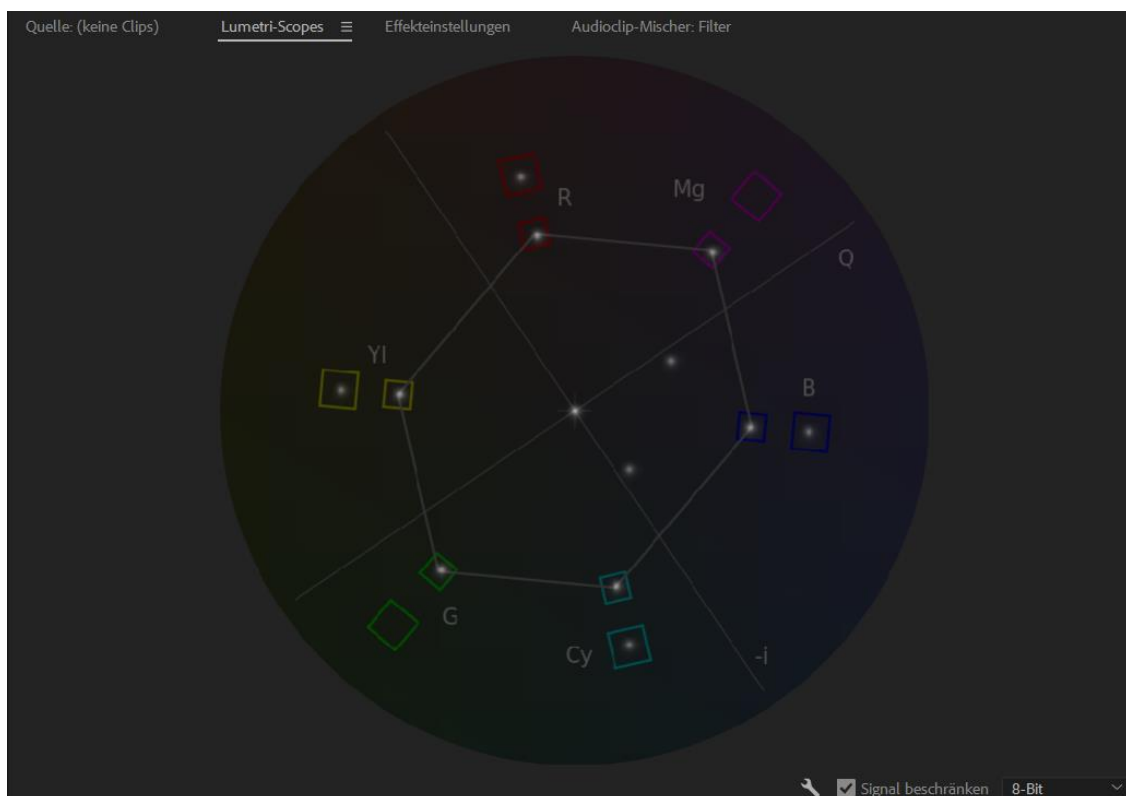 Quelle: (keine Clips) Lumetri-Scopes Effekteinstellungen Audioclip-Mischer: Filter
R
Mg
Q
Yl
B
G
Cy
-i
Signal beschränken 8-Bit